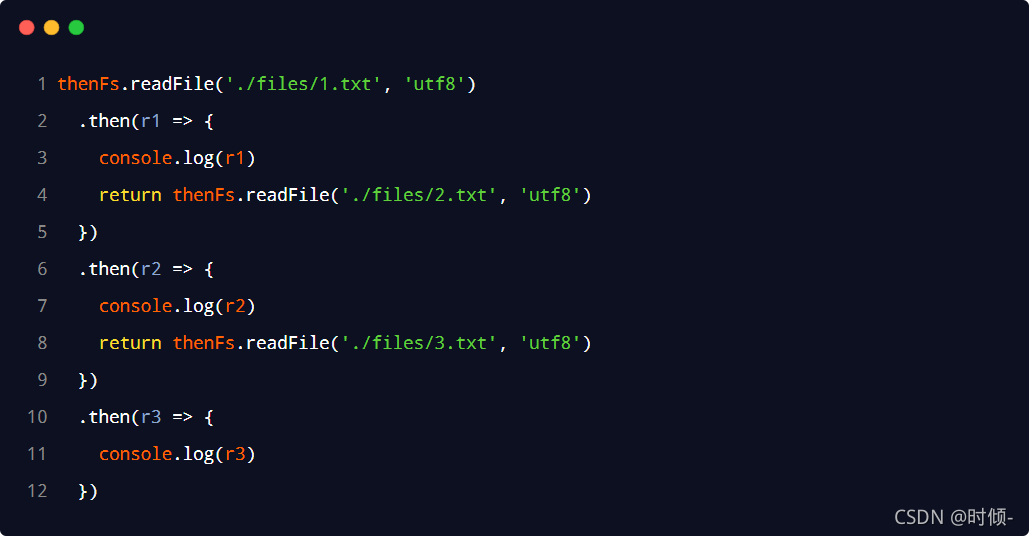 1 thenFs.readFile('./files/1.txt', 'utf8')
2   .then(r1 => {
3     console.log(r1)
4     return thenFs.readFile('./files/2.txt', 'utf8')
5   })
6   .then(r2 => {
7     console.log(r2)
8     return thenFs.readFile('./files/3.txt', 'utf8')
9   })
10   .then(r3 => {
11     console.log(r3)
12   })
CSDN @时倾-